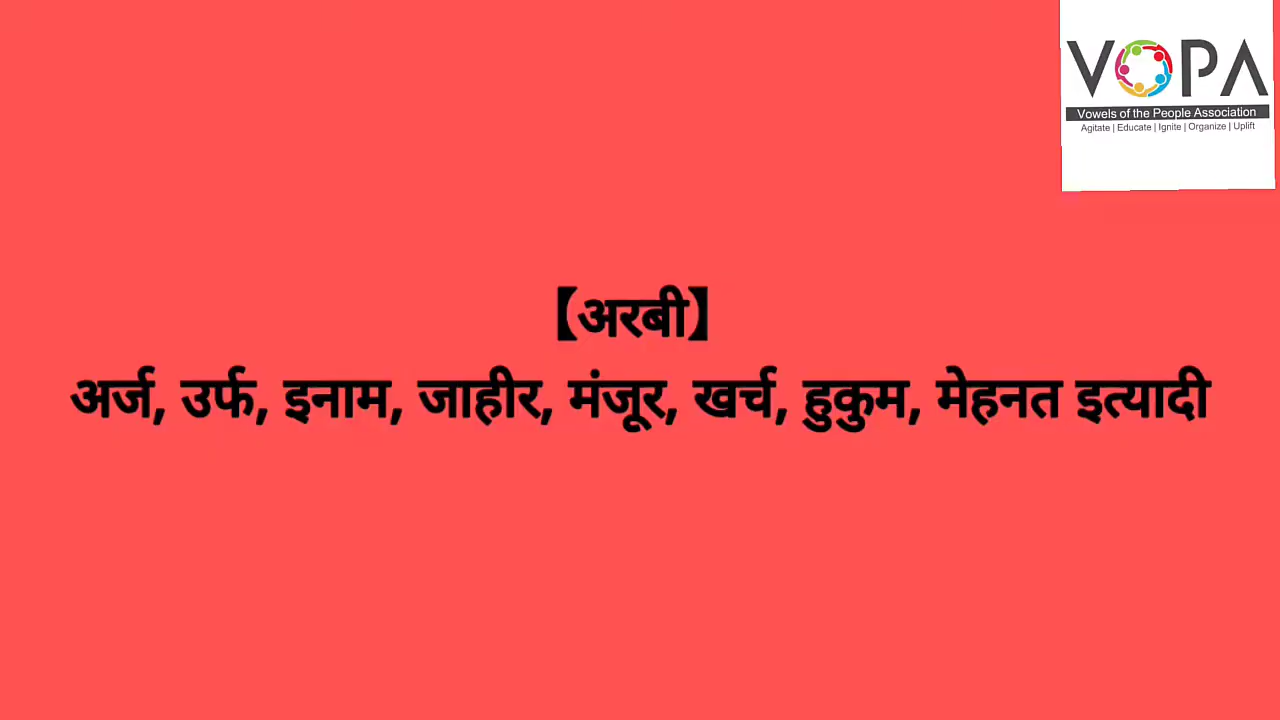 VOPA
Vowels of the People Association
Agitate | Educate | Ignite | Organize | Uplift
【अरबी】
अर्ज, उर्फ, इनाम, जाहीर, मंजूर, खर्च, हुकुम, मेहनत इत्यादी